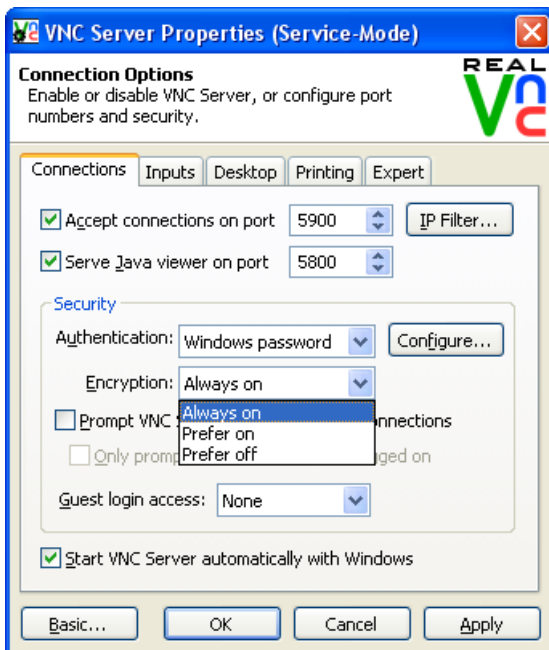 VNC Server Properties (Service-Mode)
Connection Options
Enable or disable VNC Server, or configure port
numbers and security.
REAL
VNC
Connections Inputs Desktop Printing Expert
Accept connections on port 5900 IP Filter...
Serve Java viewer on port 5800
Security
Authentication: Windows password Configure...
Encryption: Always on
Always on
Prompt VNC nnections
Prefer on
Only promp ged on
Prefer off
Guest login access: None
Start VNC Server automatically with Windows
Basic... OK Cancel Apply